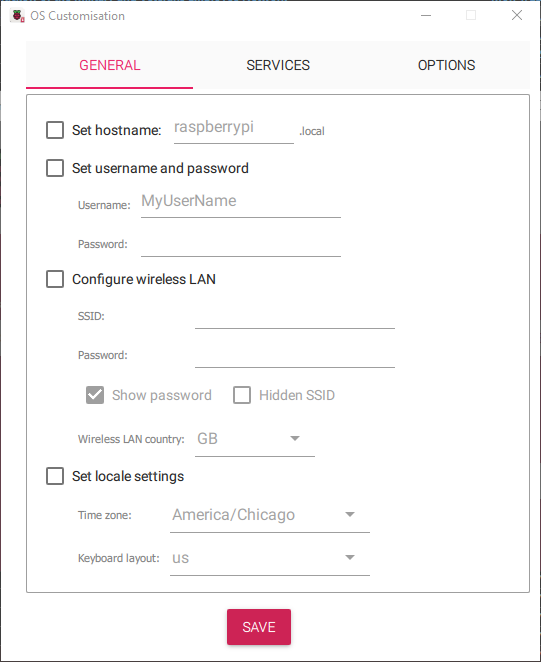 OS Customisation
GENERAL SERVICES OPTIONS
Set hostname: raspberrypi .local
Set username and password
Username: MyUserName
Password:
Configure wireless LAN
SSID:
Password:
Show password Hidden SSID
Wireless LAN country: GB
Set locale settings
Time zone: America/Chicago
Keyboard layout: us
SAVE